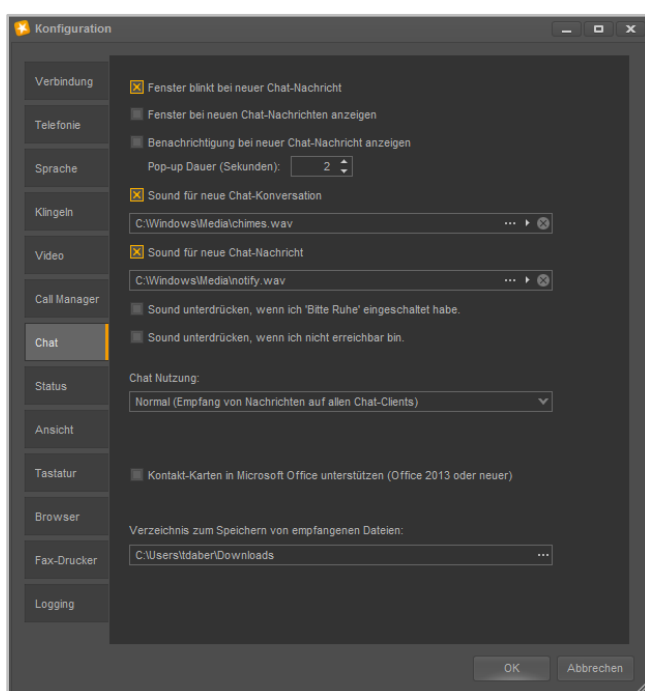 Konfiguration
Verbindung
Telefonie
Sprache
Klingeln
Video
Call Manager
Chat
Status
Ansicht
Tastatur
Browser
Fax-Drucker
Logging
Fenster blinkt bei neuer Chat-Nachricht
Fenster bei neuen Chat-Nachrichten anzeigen
Benachrichtigung bei neuer Chat-Nachricht anzeigen
Pop-up Dauer (Sekunden): 2
Sound für neue Chat-Konversation
C:\Windows\Media\chimes.wav
Sound für neue Chat-Nachricht
C:\Windows\Media\notify.wav
Sound unterdrücken, wenn ich 'Bitte Ruhe' eingeschaltet habe.
Sound unterdrücken, wenn ich nicht erreichbar bin.
Chat Nutzung:
Normal (Empfang von Nachrichten auf allen Chat-Clients)
Kontakt-Karten in Microsoft Office unterstützen (Office 2013 oder neuer)
Verzeichnis zum Speichern von empfangenen Dateien:
C:\Users\tdaber\Downloads
OK Abbrechen